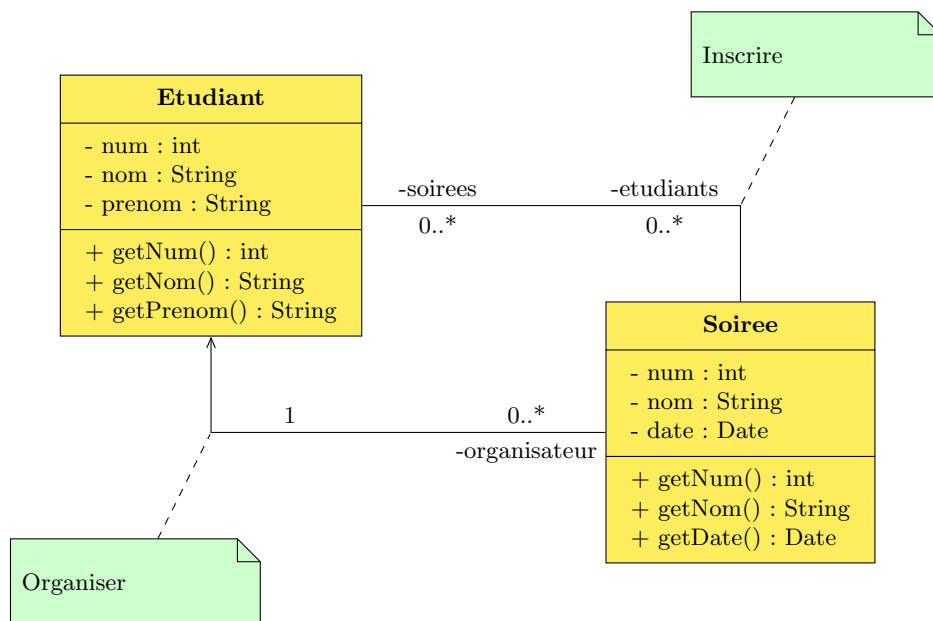 Inscrire
Etudiant
- num : int
- nom : String
- prenom : String
+ getNum() : int
+ getNom() : String
+ getPrenom() : String
-soirees
-etudiants
0..*
0..*
Soiree
- num : int
- nom : String
- date : Date
+ getNum() : int
+ getNom() : String
+ getDate() : Date
1
0..*
-organisateur
Organiser